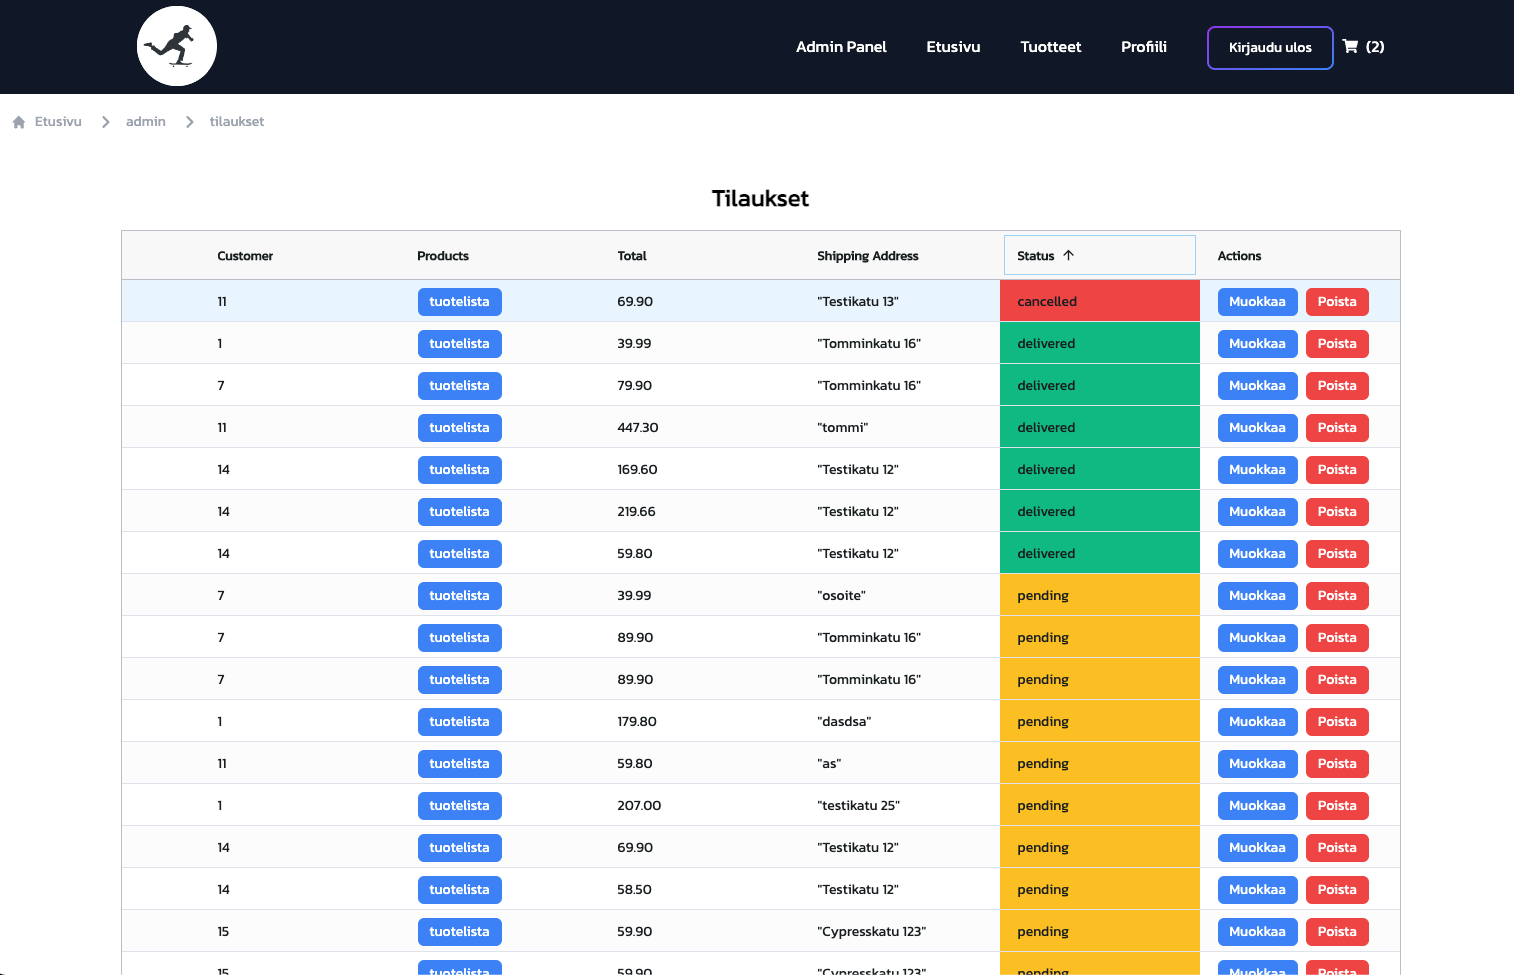 Admin Panel Etusivu Tuotteet Profiili Kirjaudu ulos (2)
Etusivu admin tilaukset
Tilaukset
Customer Products Total Shipping Address Status Actions
11 tuotelista 69.90 "Testikatu 13" cancelled Muokkaa Poista
1 tuotelista 39.99 "Tomminkatu 16" delivered Muokkaa Poista
7 tuotelista 79.90 "Tomminkatu 16" delivered Muokkaa Poista
11 tuotelista 447.30 "tommi" delivered Muokkaa Poista
14 tuotelista 169.60 "Testikatu 12" delivered Muokkaa Poista
14 tuotelista 219.66 "Testikatu 12" delivered Muokkaa Poista
14 tuotelista 59.80 "Testikatu 12" delivered Muokkaa Poista
7 tuotelista 39.99 "osoite" pending Muokkaa Poista
7 tuotelista 89.90 "Tomminkatu 16" pending Muokkaa Poista
7 tuotelista 89.90 "Tomminkatu 16" pending Muokkaa Poista
1 tuotelista 179.80 "dasdsa" pending Muokkaa Poista
11 tuotelista 59.80 "as" pending Muokkaa Poista
1 tuotelista 207.00 "testikatu 25" pending Muokkaa Poista
14 tuotelista 69.90 "Testikatu 12" pending Muokkaa Poista
14 tuotelista 58.50 "Testikatu 12" pending Muokkaa Poista
15 tuotelista 59.90 "Cypresskatu 123" pending Muokkaa Poista
15 tuotelista 59.90 "Cypresskatu 123" pending Muokkaa Poista